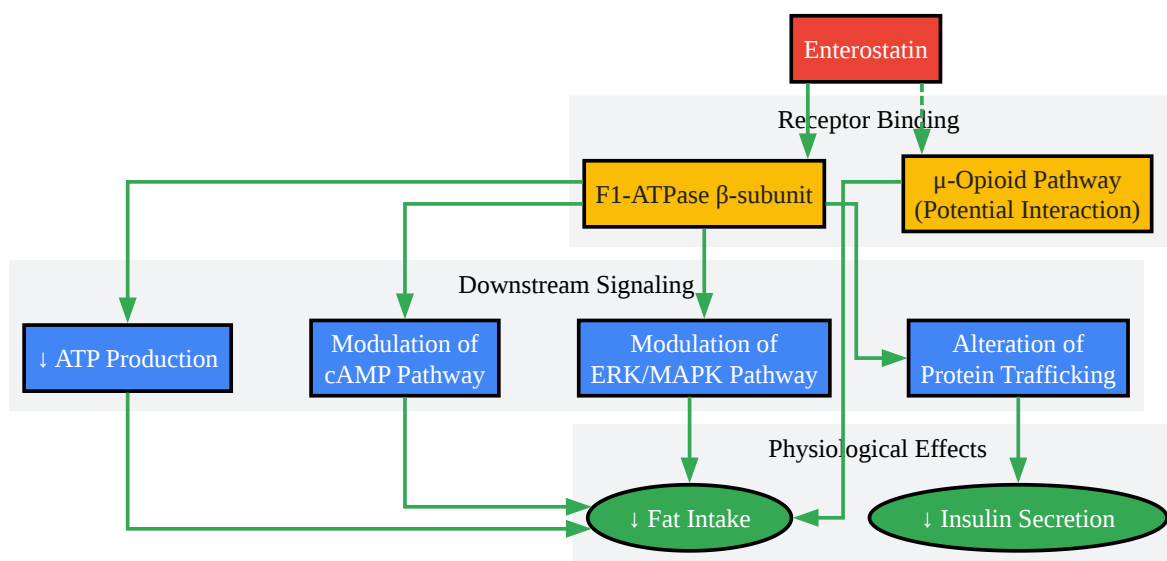 Enterostatin
Receptor Binding
F1-ATPase β-subunit
μ-Opioid Pathway
(Potential Interaction)
Downstream Signaling
↓ ATP Production
Modulation of
cAMP Pathway
Modulation of
ERK/MAPK Pathway
Alteration of
Protein Trafficking
Physiological Effects
↓ Fat Intake
↓ Insulin Secretion